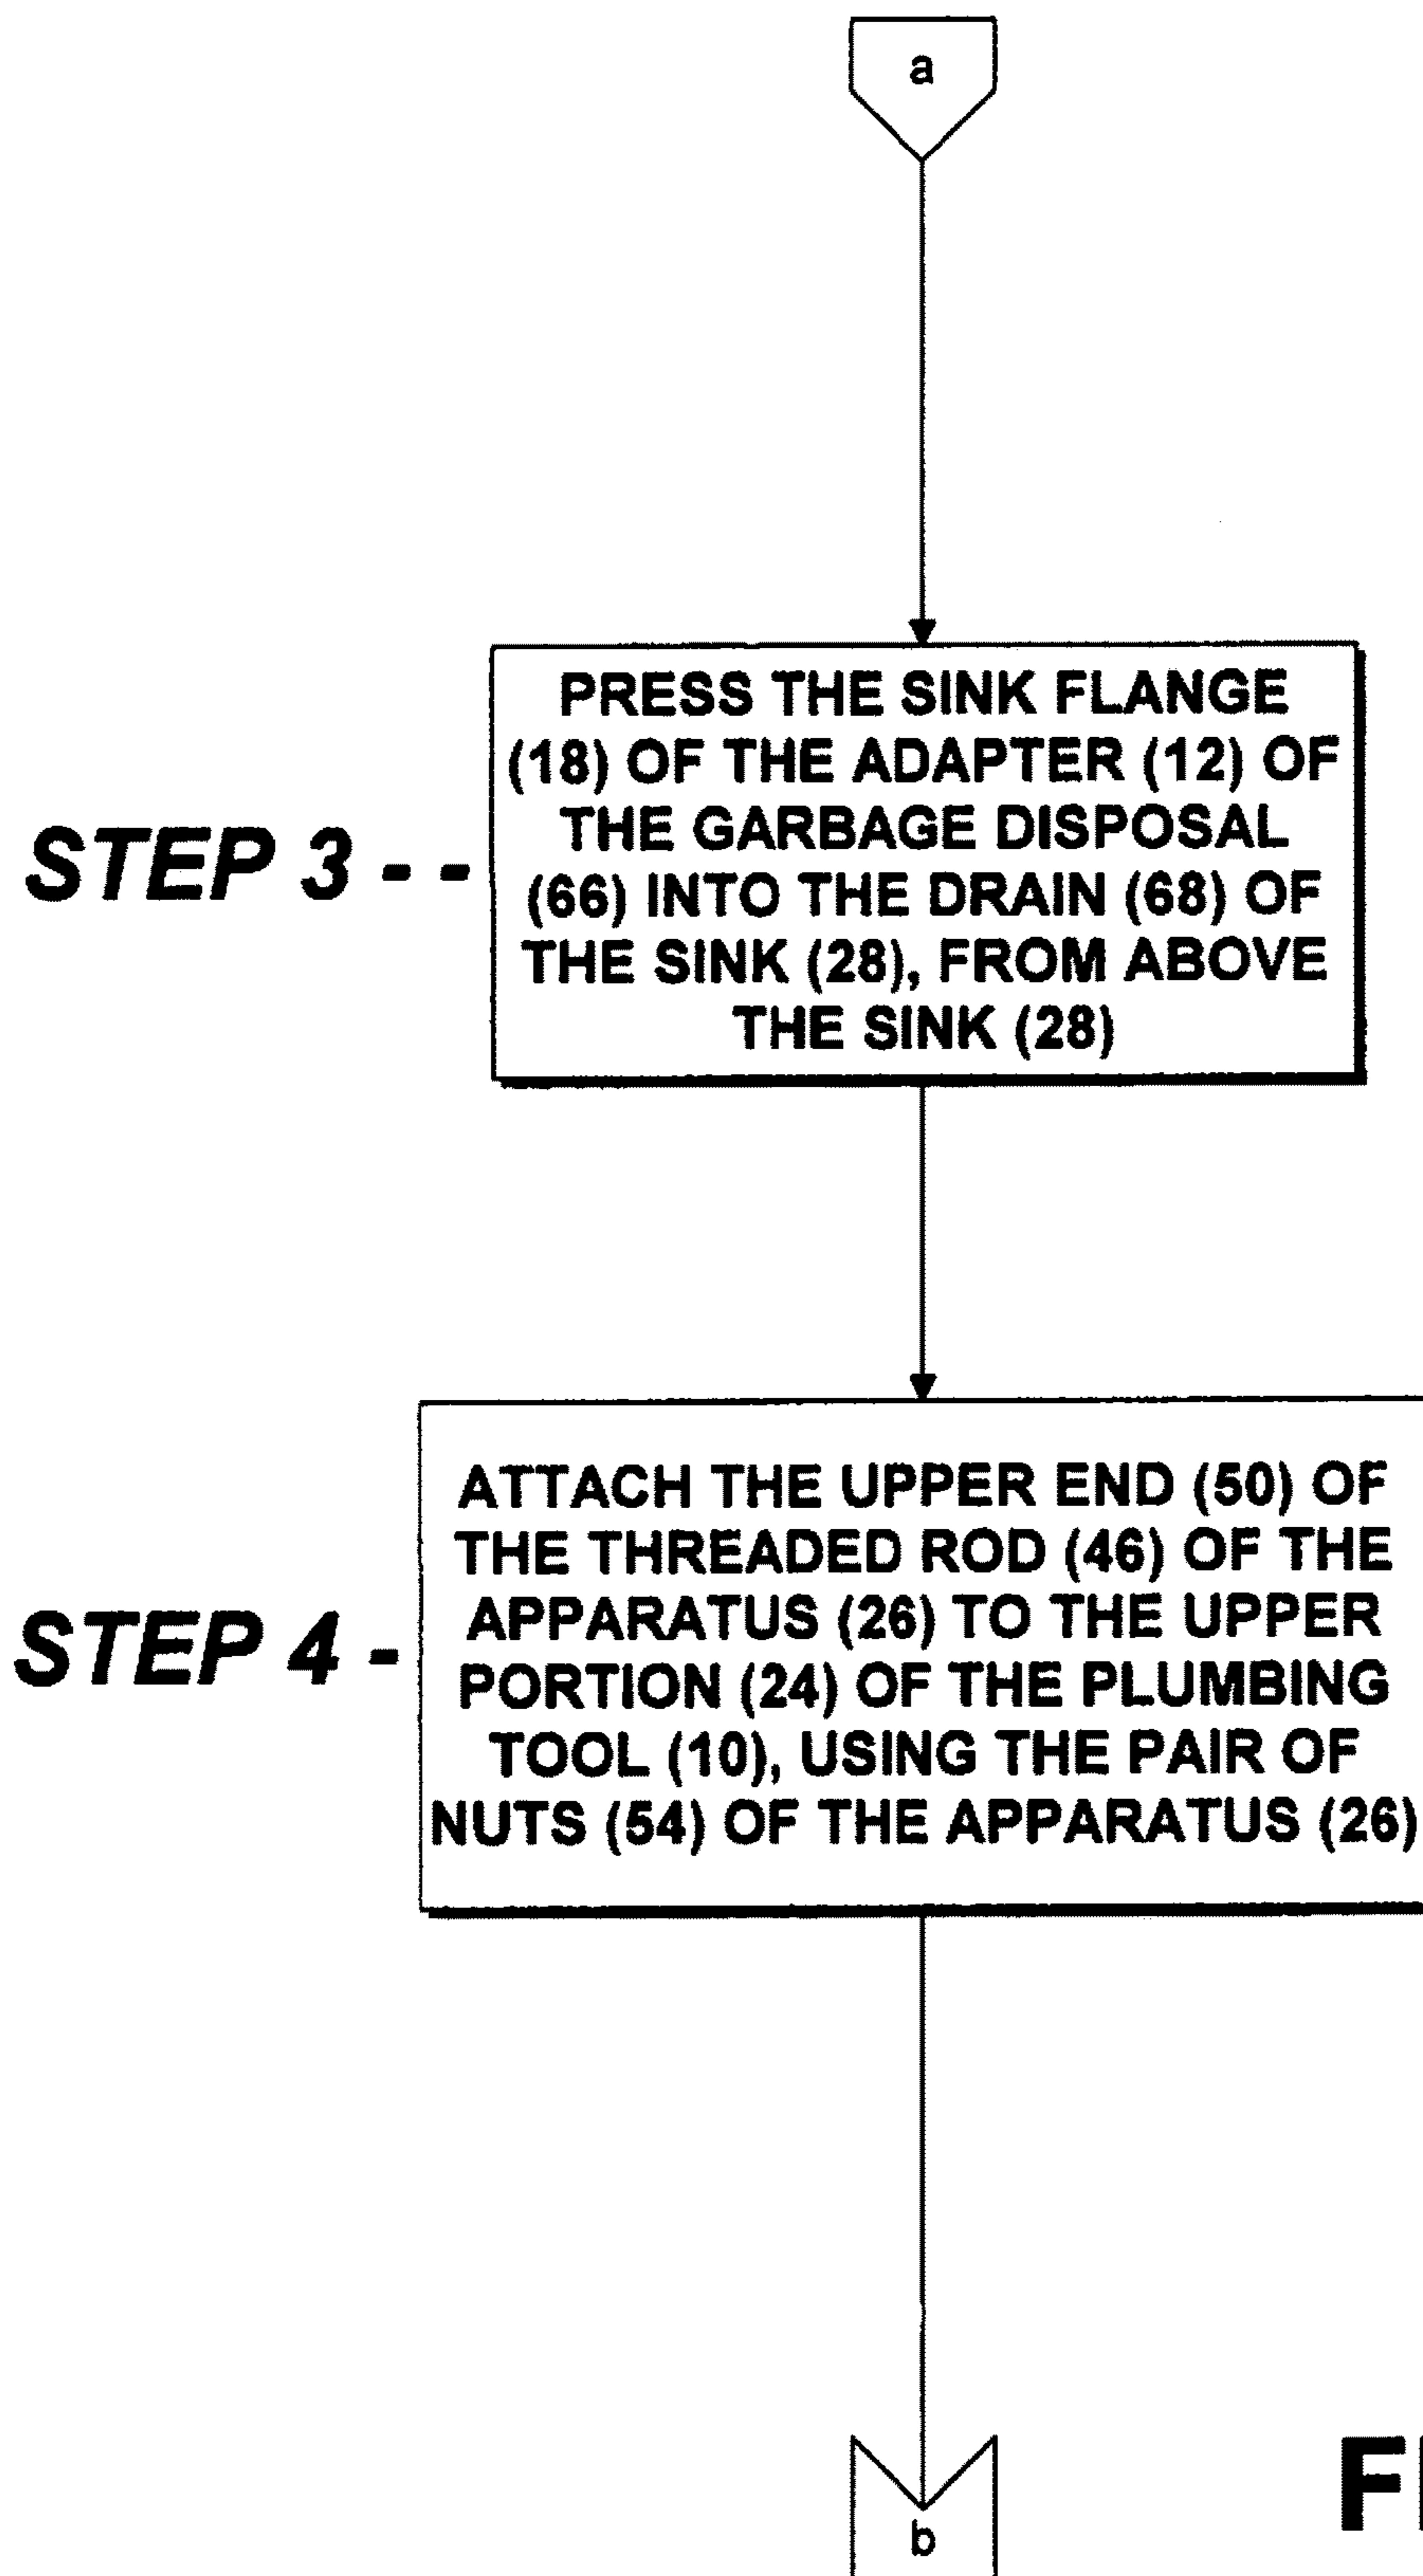 a
PRESS THE SINK FLANGE
(18) OF THE ADAPTER (12) OF
THE GARBAGE DISPOSAL
(66) INTO THE DRAIN (68) OF
THE SINK (28), FROM ABOVE
THE SINK (28)
STEP 3 - -
ATTACH THE UPPER END (50) OF
THE THREADED ROD (46) OF THE
APPARATUS (26) TO THE UPPER
PORTION (24) OF THE PLUMBING
TOOL (10), USING THE PAIR OF
NUTS (54) OF THE APPARATUS (26)
STEP 4 -
b